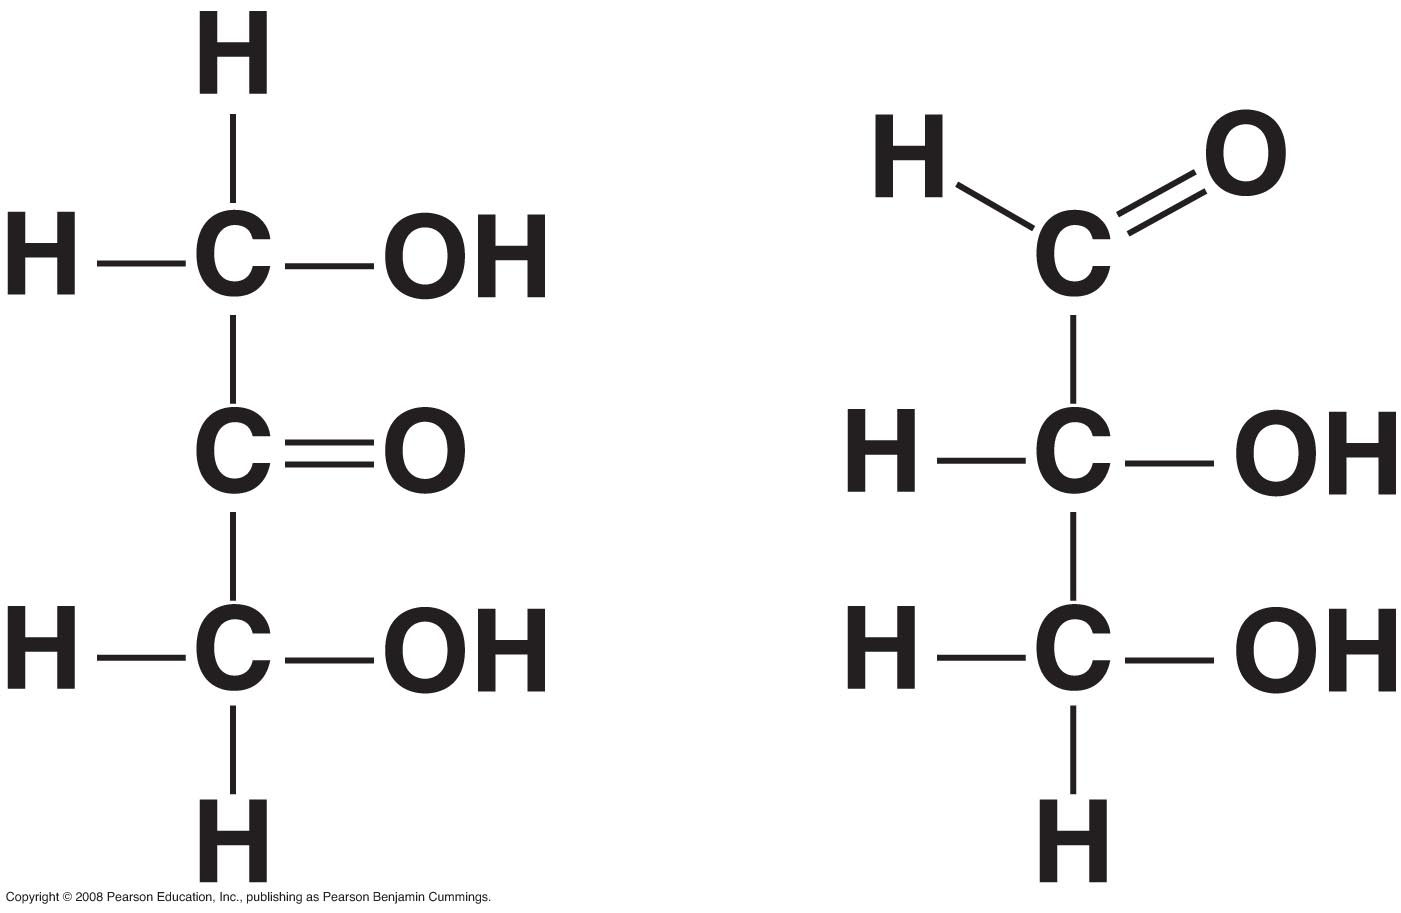 H
H C OH
C O
H C OH
H
H O
C
H C OH
H C OH
H
Copyright © 2008 Pearson Education, Inc., publishing as Pearson Benjamin Cummings.